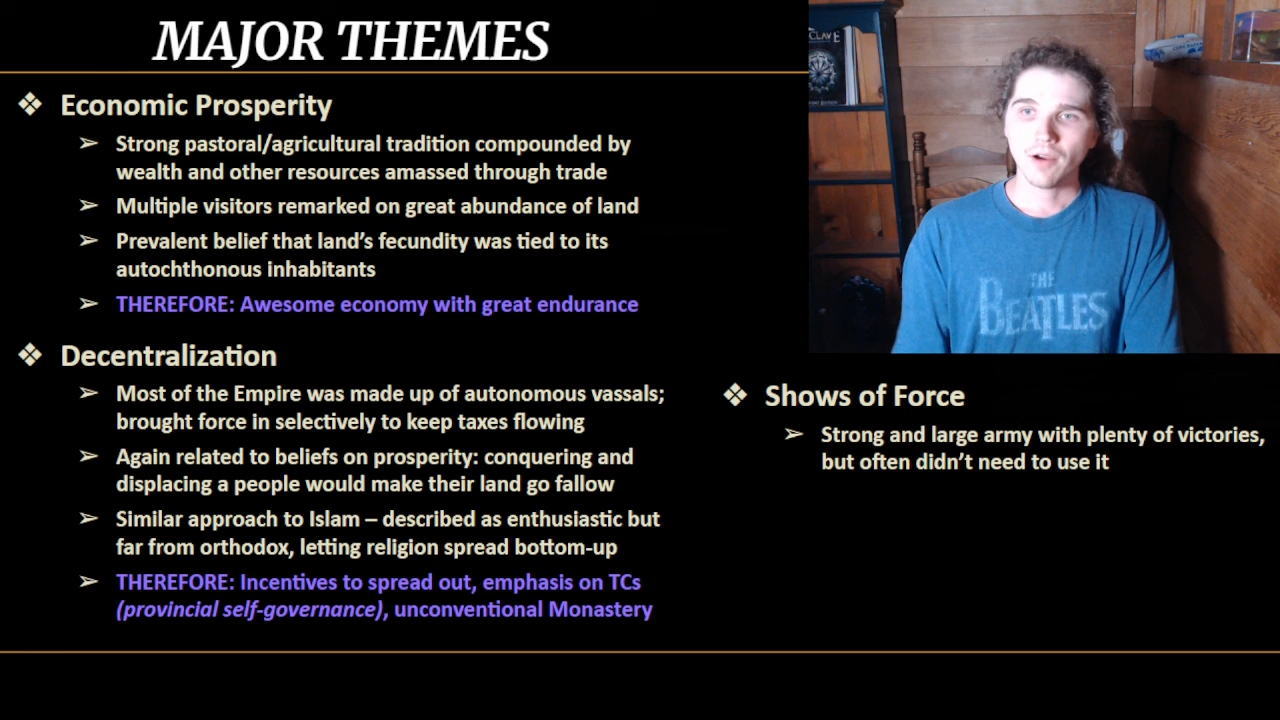 MAJOR THEMES
❖ Economic Prosperity
➢ Strong pastoral/agricultural tradition compounded by
wealth and other resources amassed through trade
➢ Multiple visitors remarked on great abundance of land
➢ Prevalent belief that land's fecundity was tied to its
autochthonous inhabitants
➢ THEREFORE: Awesome economy with great endurance
❖ Decentralization
➢ Most of the Empire was made up of autonomous vassals;
brought force in selectively to keep taxes flowing
➢ Again related to beliefs on prosperity: conquering and
displacing a people would make their land go fallow
➢ Similar approach to Islam – described as enthusiastic but
far from orthodox, letting religion spread bottom-up
➢ THEREFORE: Incentives to spread out, emphasis on TCs
(provincial self-governance), unconventional Monastery
THE
BEATLES
❖ Shows of Force
➢ Strong and large army with plenty of victories,
but often didn't need to use it